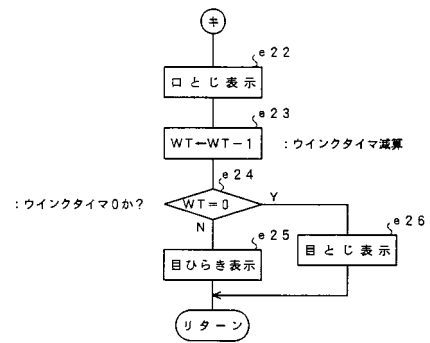 キ
e22
口とじ表示
e23
WT←WT−1
:ウインクタイマ減算
e24
:ウインクタイマ0か?
WT=0
Y
N
e25
目ひらき表示
e26
目とじ表示
リターン